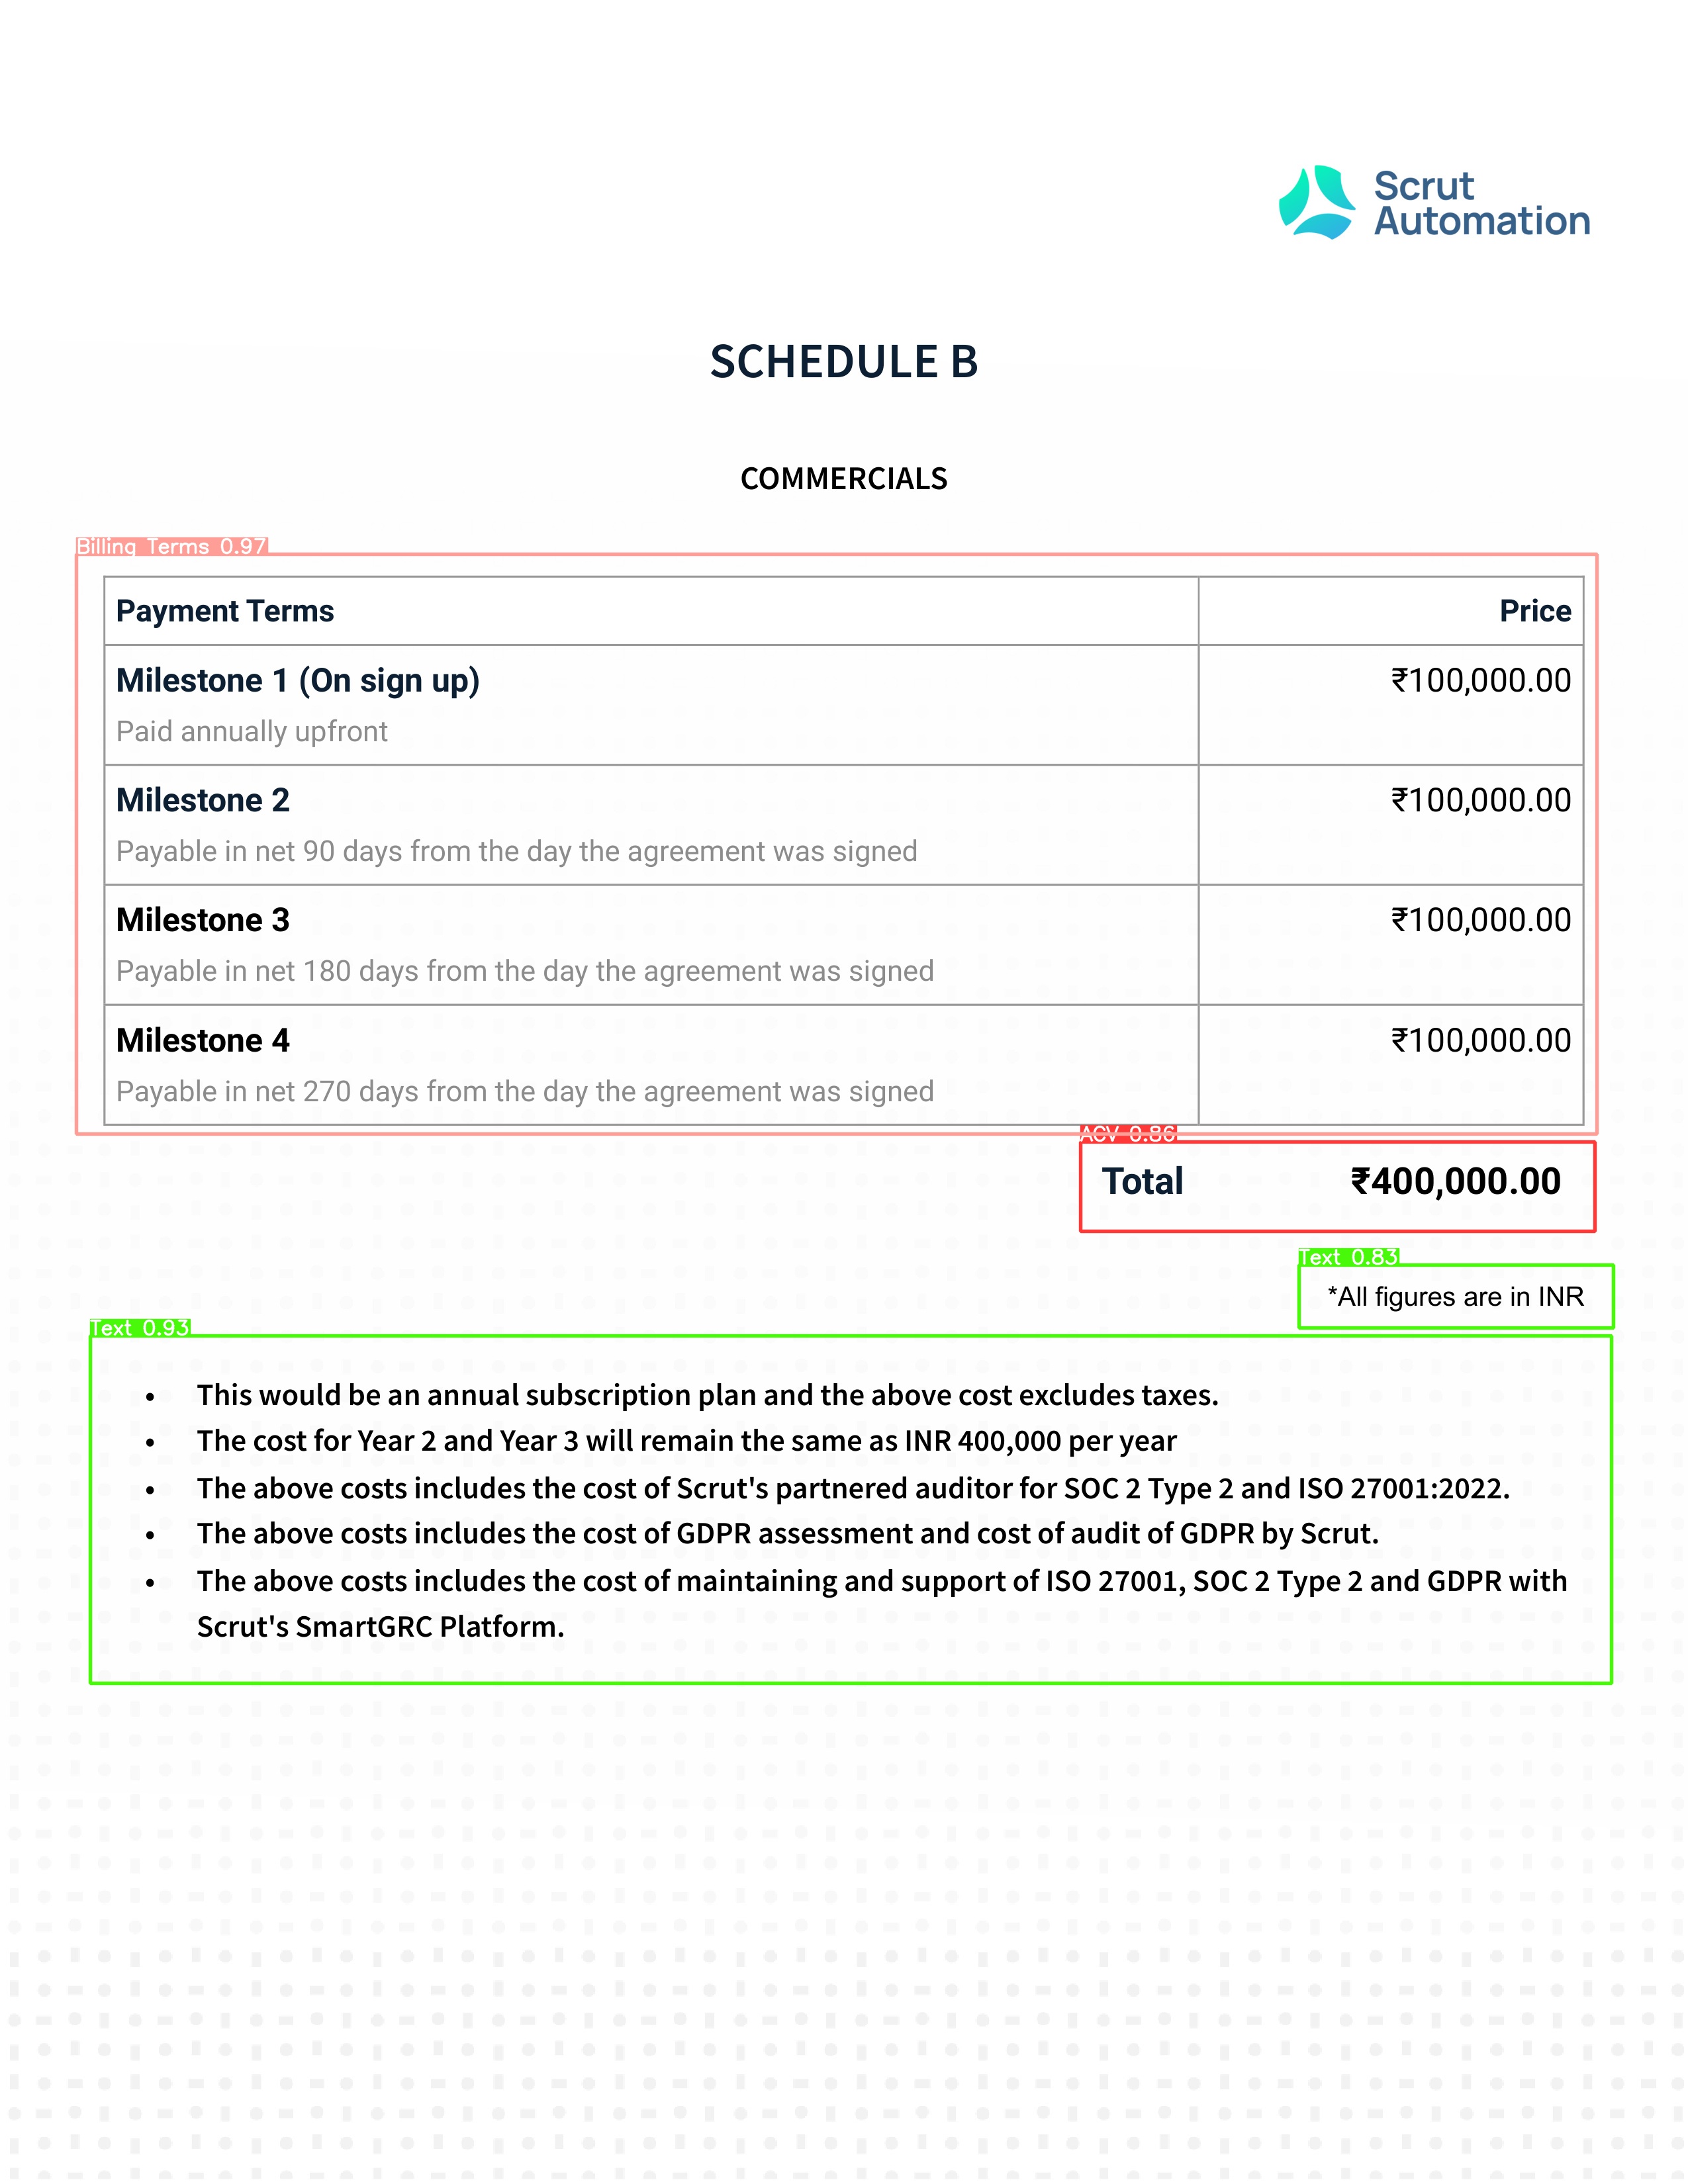 Scrut
Automation
SCHEDULE B
COMMERCIALS
Billing Terms 0.97
Payment Terms Price
Milestone 1 (On sign up) ₹100,000.00
Paid annually upfront
Milestone 2 ₹100,000.00
Payable in net 90 days from the day the agreement was signed
Milestone 3 ₹100,000.00
Payable in net 180 days from the day the agreement was signed
Milestone 4 ₹100,000.00
Payable in net 270 days from the day the agreement was signed
ACV 0.86
Total ₹400,000.00
Text 0.83
*All figures are in INR
Text 0.93
• This would be an annual subscription plan and the above cost excludes taxes.
• The cost for Year 2 and Year 3 will remain the same as INR 400,000 per year
• The above costs includes the cost of Scrut's partnered auditor for SOC 2 Type 2 and ISO 27001:2022.
• The above costs includes the cost of GDPR assessment and cost of audit of GDPR by Scrut.
• The above costs includes the cost of maintaining and support of ISO 27001, SOC 2 Type 2 and GDPR with
Scrut's SmartGRC Platform.